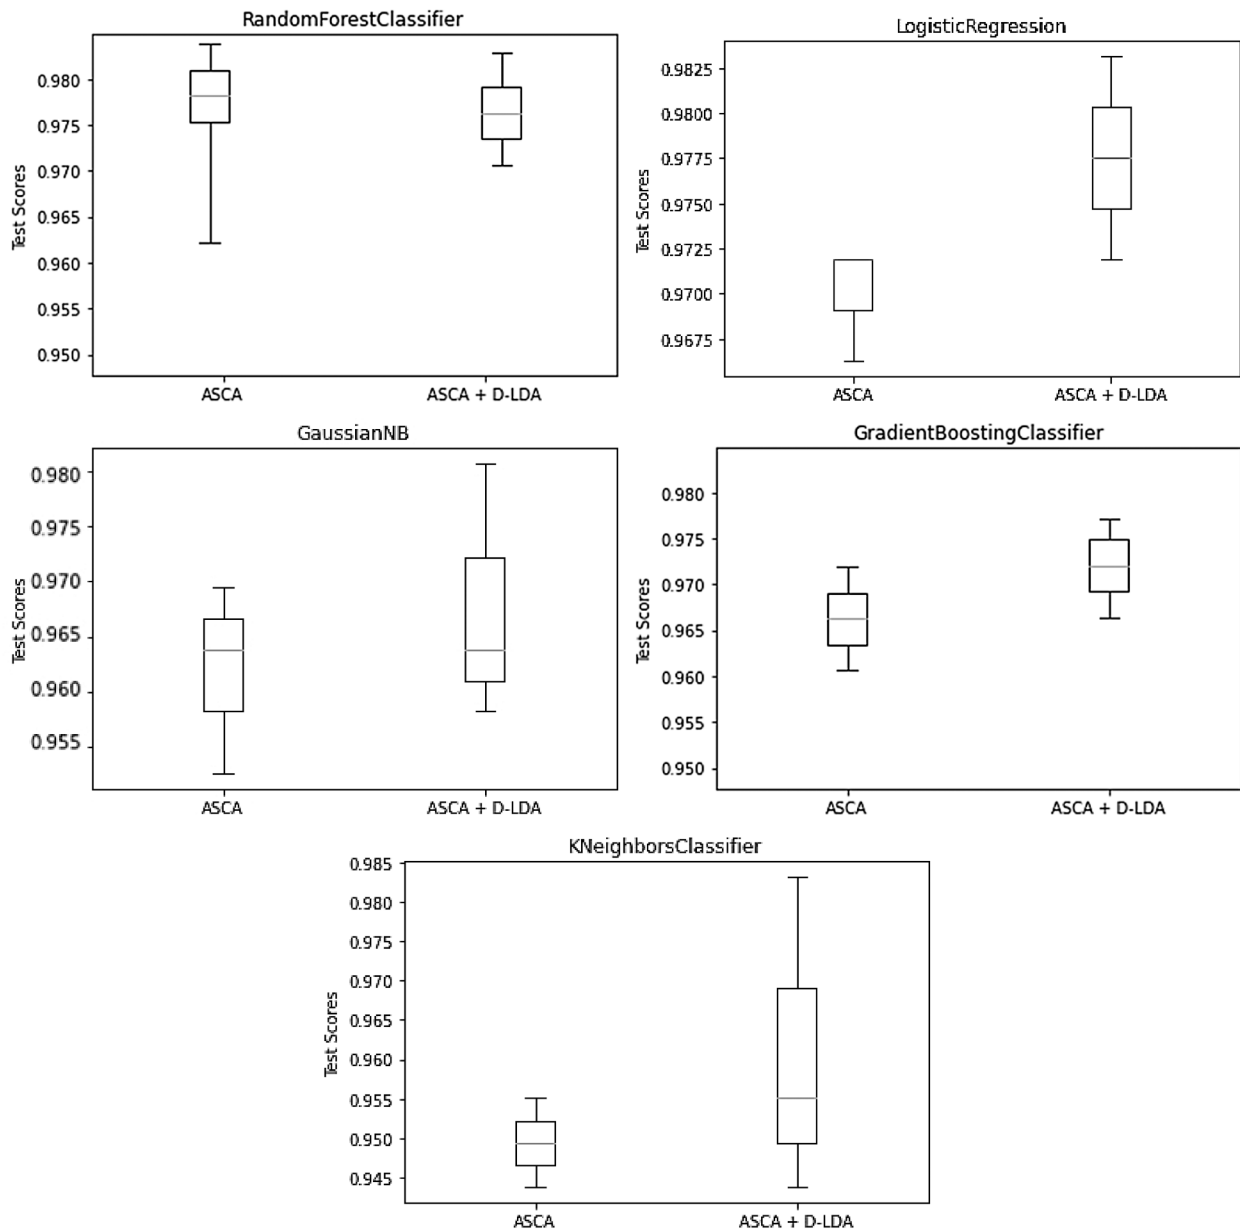 RandomForestClassifier
0.980
0.975
0.970
0.965
0.960
0.955
0.950
Test Scores
ASCA
ASCA + D-LDA
LogisticRegression
0.9825
0.9800
0.9775
0.9750
0.9725
0.9700
0.9675
Test Scores
ASCA
ASCA + D-LDA
GaussianNB
0.980
0.975
0.970
0.965
0.960
0.955
Test Scores
ASCA
ASCA + D-LDA
GradientBoostingClassifier
0.980
0.975
0.970
0.965
0.960
0.955
0.950
Test Scores
ASCA
ASCA + D-LDA
KNeighborsClassifier
0.985
0.980
0.975
0.970
0.965
0.960
0.955
0.950
0.945
Test Scores
ASCA
ASCA + D-LDA